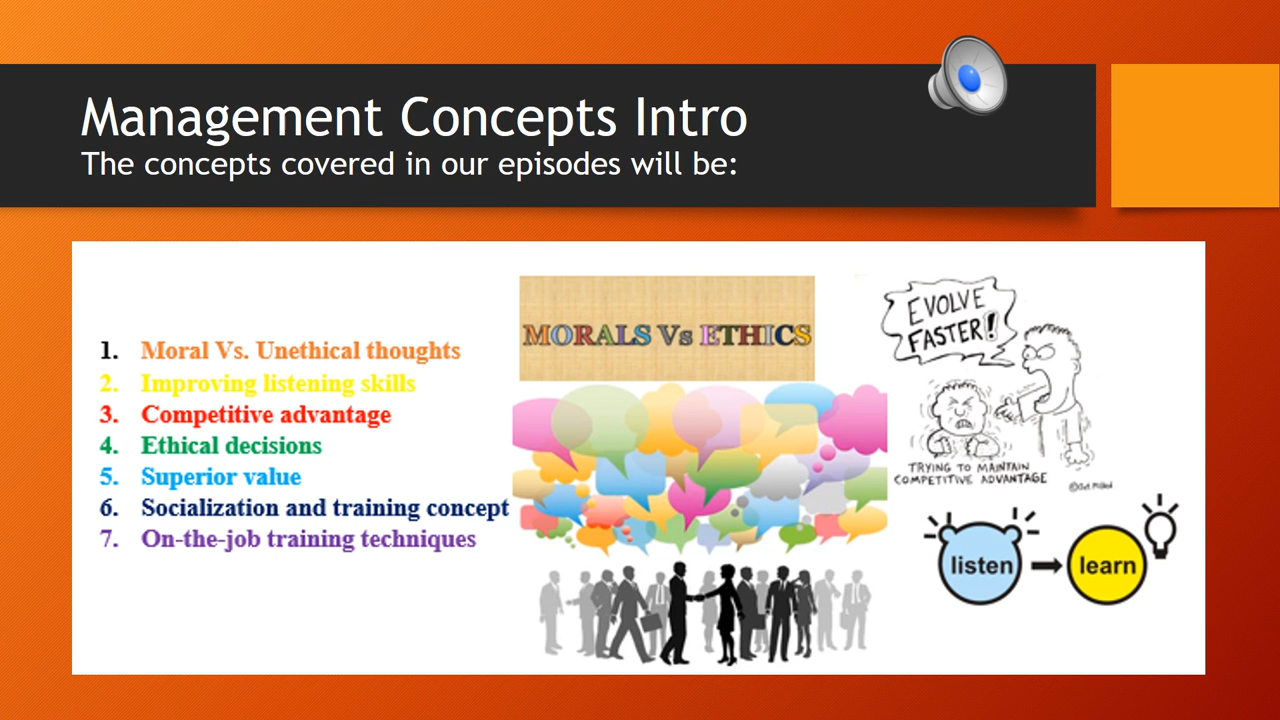 Management Concepts Intro
The concepts covered in our episodes will be:
1. Moral Vs. Unethical thoughts
2. Improving listening skills
3. Competitive advantage
4. Ethical decisions
5. Superior value
6. Socialization and training concept
7. On-the-job training techniques
MORALS Vs ETHICS
EVOLVE
FASTER!
TRYING TO MAINTAIN
COMPETITIVE ADVANTAGE
listen
learn